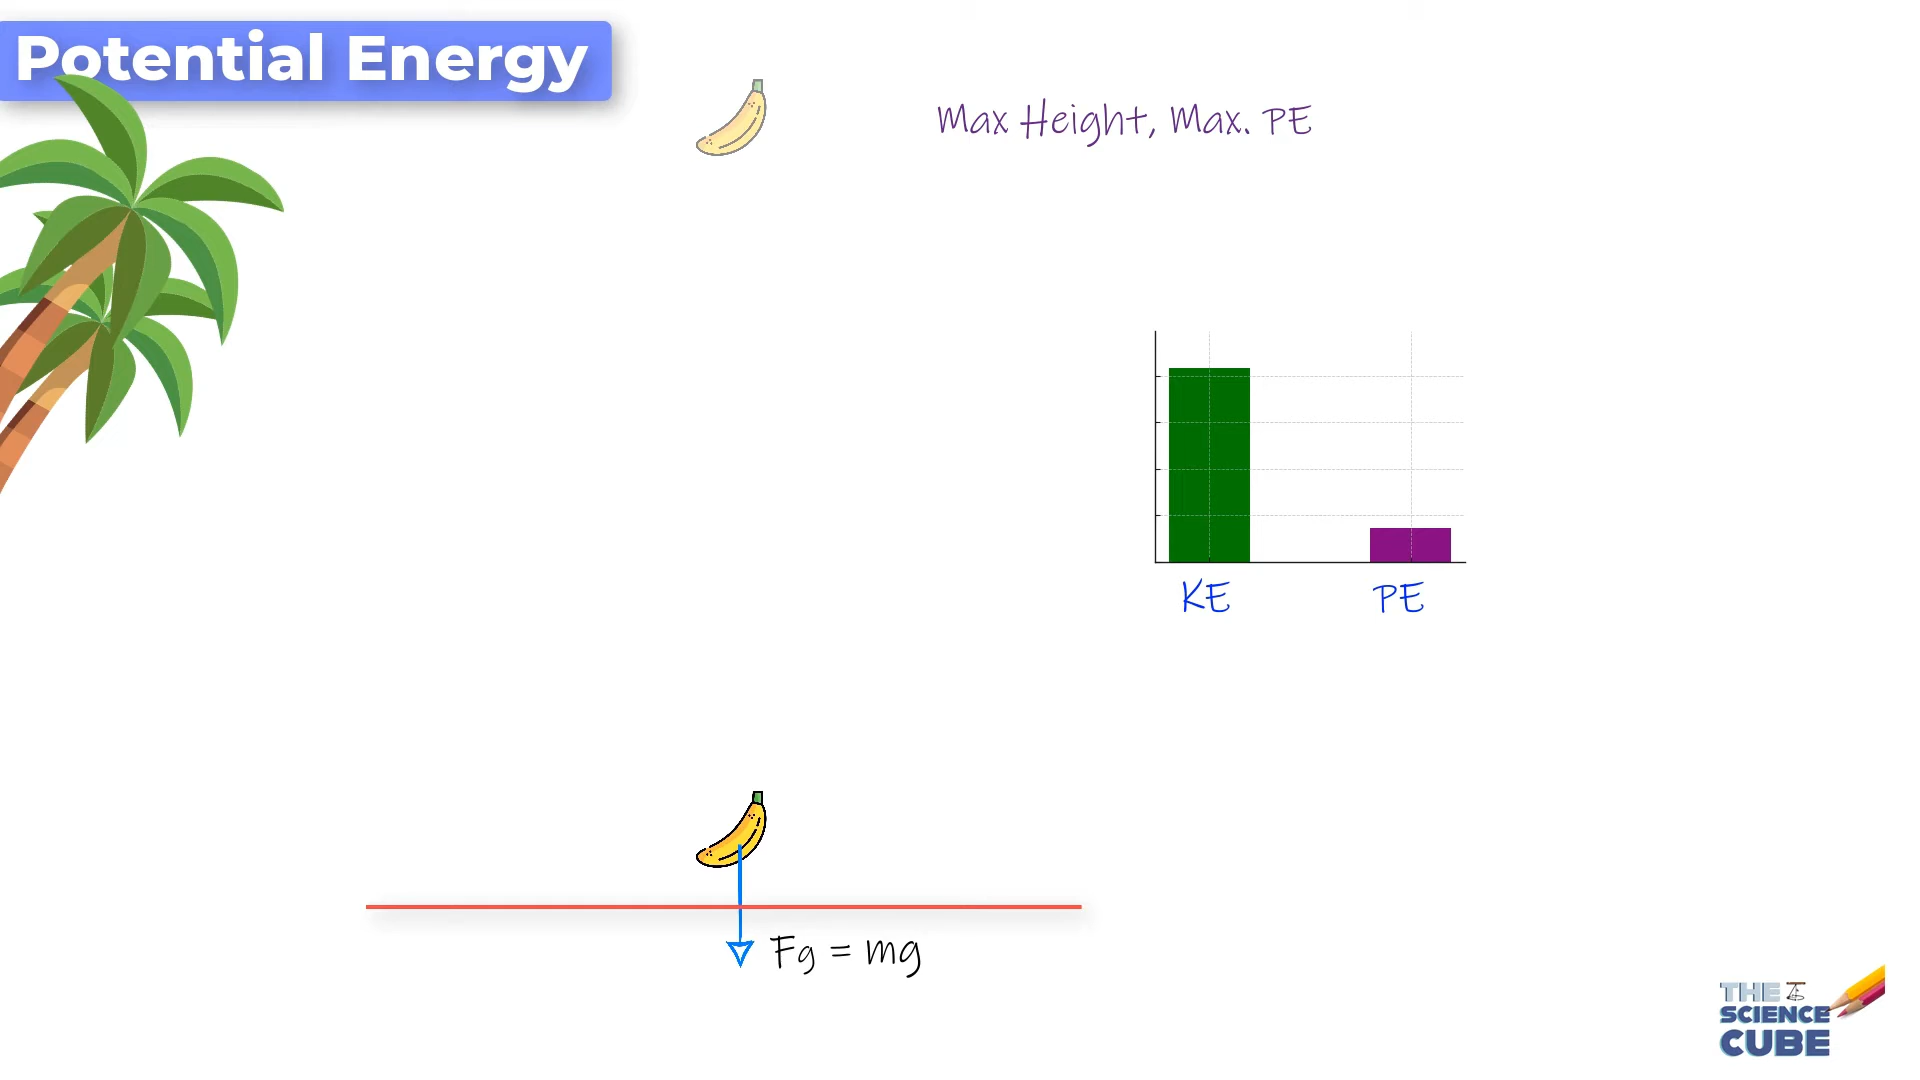 Potential Energy
Max Height, Max. PE
KE
PE
Fg = mg
THE
SCIENCE
CUBE